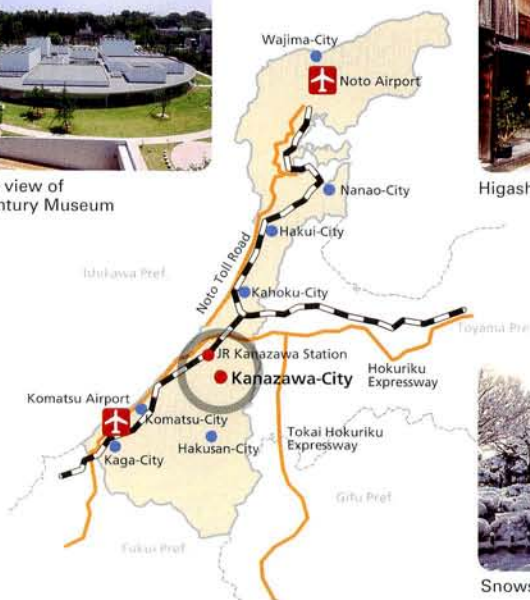 view of
ntury Museum
Wajima-City
Noto Airport
Nanao-City
Higash
Hakui-City
Noto Toll Road
Ishikawa Pref
Kahoku-City
Toyama Pre
JR Kanazawa Station
Kanazawa-City
Hokuriku
Expressway
Komatsu Airport
Komatsu-City
Hakusan-City
Kaga-City
Tokai Hokuriku
Expressway
Gifu Pref
Fukui Pref
Snows